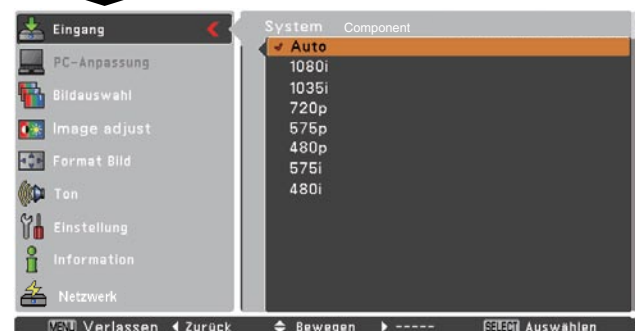 Eingang
PC-Anpassung
Bildauswahl
Image adjust
Format Bild
Ton
Einstellung
Information
Netzwerk
System Component
Auto
1080i
1035i
720p
575p
480p
575i
480i
MENU Verlassen Zurück Bewegen ----- SELECT Auswählen